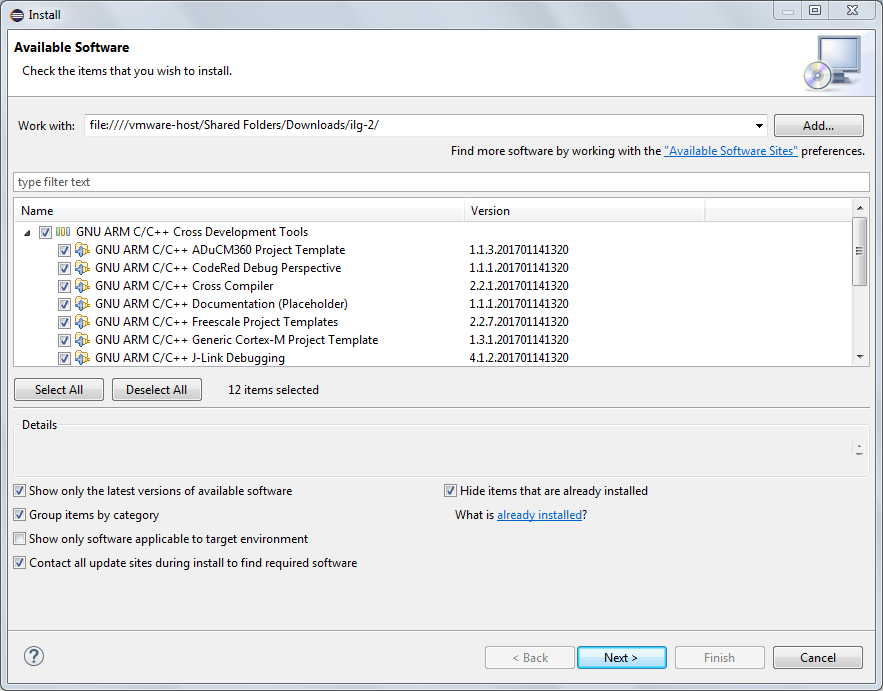 Install
Available Software
Check the items that you wish to install.
Work with: file:////vmware-host/Shared Folders/Downloads/ilg-2/ Add...
Find more software by working with the "Available Software Sites" preferences.
type filter text
Name Version
GNU ARM C/C++ Cross Development Tools
GNU ARM C/C++ ADuCM360 Project Template 1.1.3.201701141320
GNU ARM C/C++ CodeRed Debug Perspective 1.1.1.201701141320
GNU ARM C/C++ Cross Compiler 2.2.1.201701141320
GNU ARM C/C++ Documentation (Placeholder) 1.1.1.201701141320
GNU ARM C/C++ Freescale Project Templates 2.2.7.201701141320
GNU ARM C/C++ Generic Cortex-M Project Template 1.3.1.201701141320
GNU ARM C/C++ J-Link Debugging 4.1.2.201701141320
Select All Deselect All 12 items selected
Details
Show only the latest versions of available software Hide items that are already installed
Group items by category What is already installed?
Show only software applicable to target environment
Contact all update sites during install to find required software
? < Back Next > Finish Cancel